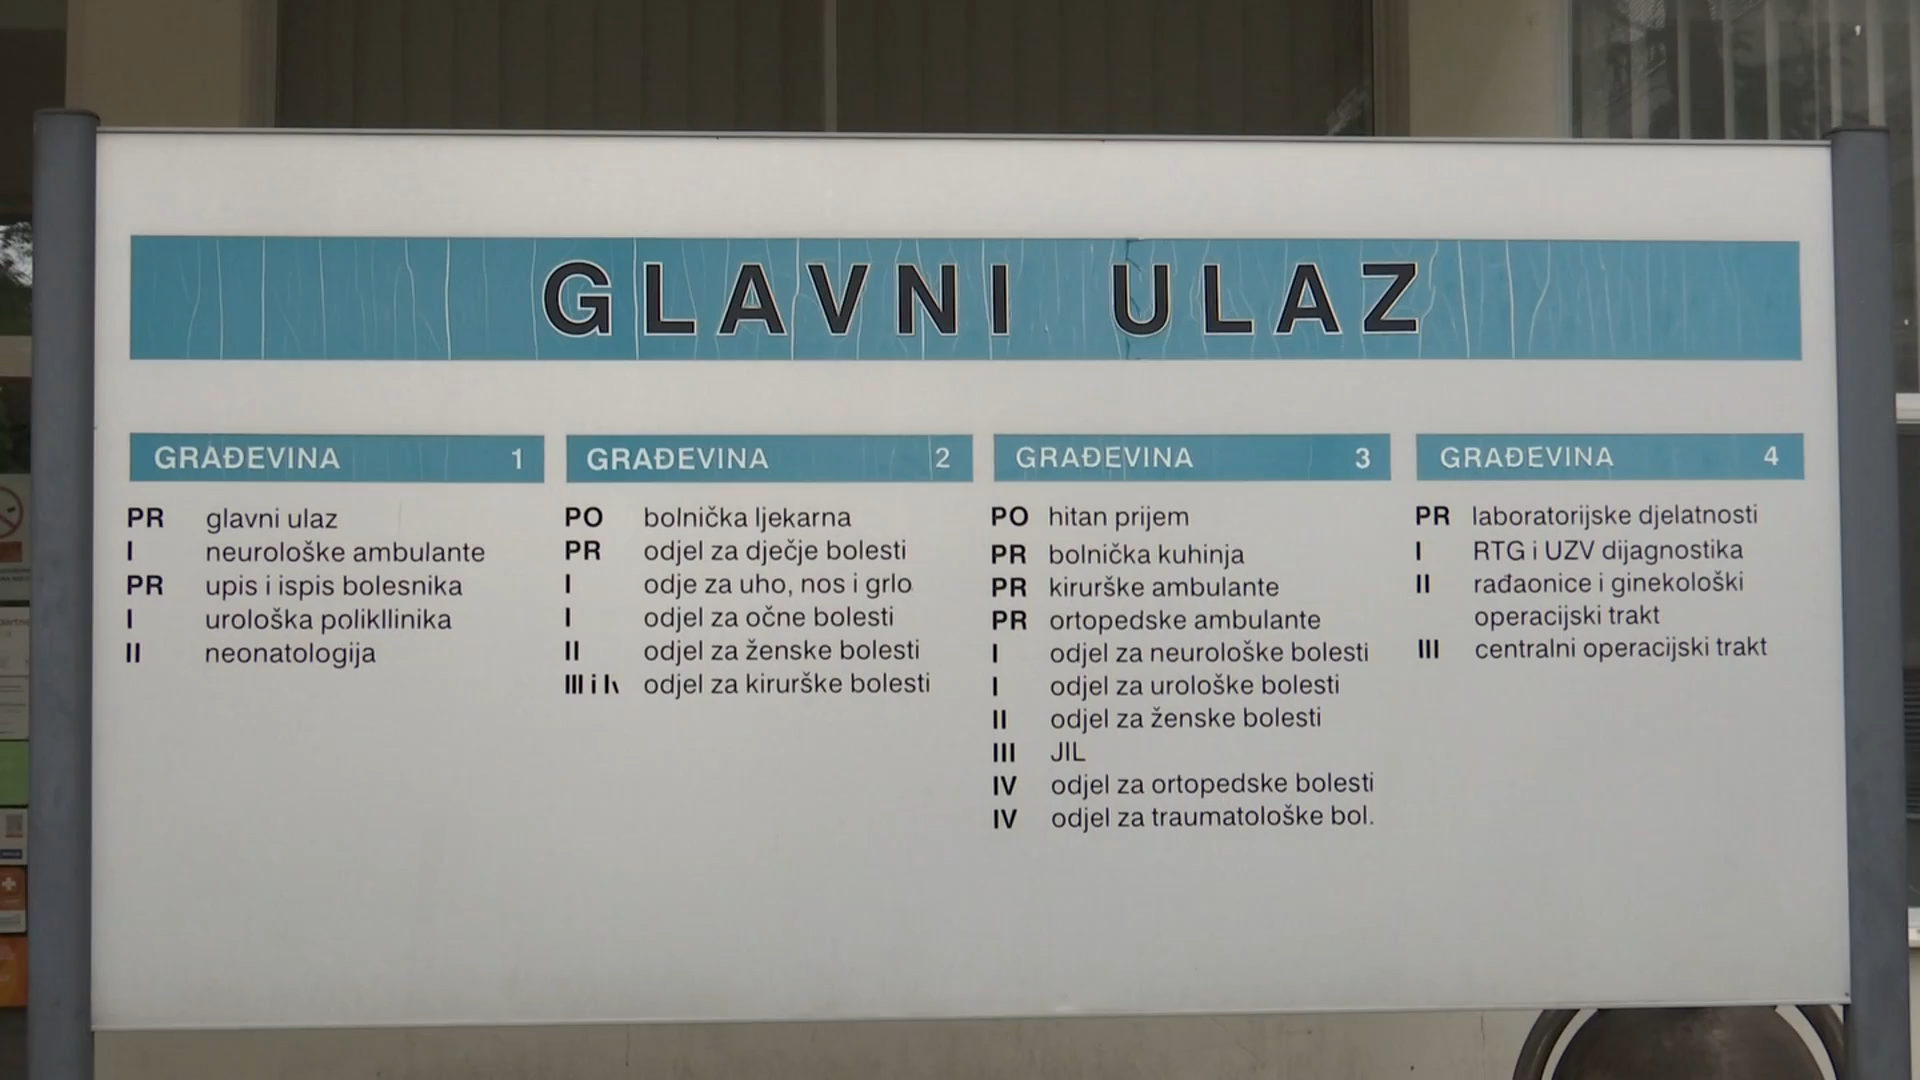 GLAVNI ULAZ
GRAĐEVINA 1
PR glavni ulaz
I neurološke ambulante
PR upis i ispis bolesnika
I urološka polikllinika
II neonatologija
GRAĐEVINA 2
PO bolnička ljekarna
PR odjel za dječje bolesti
I odje za uho, nos i grlo
I odjel za očne bolesti
II odjel za ženske bolesti
III i IV odjel za kirurške bolesti
GRAĐEVINA 3
PO hitan prijem
PR bolnička kuhinja
PR kirurške ambulante
PR ortopedske ambulante
I odjel za neurološke bolesti
I odjel za urološke bolesti
II odjel za ženske bolesti
III JIL
IV odjel za ortopedske bolesti
IV odjel za traumatološke bol.
GRAĐEVINA 4
PR laboratorijske djelatnosti
I RTG i UZV dijagnostika
II rađaonice i ginekološki
operacijski trakt
III centralni operacijski trakt